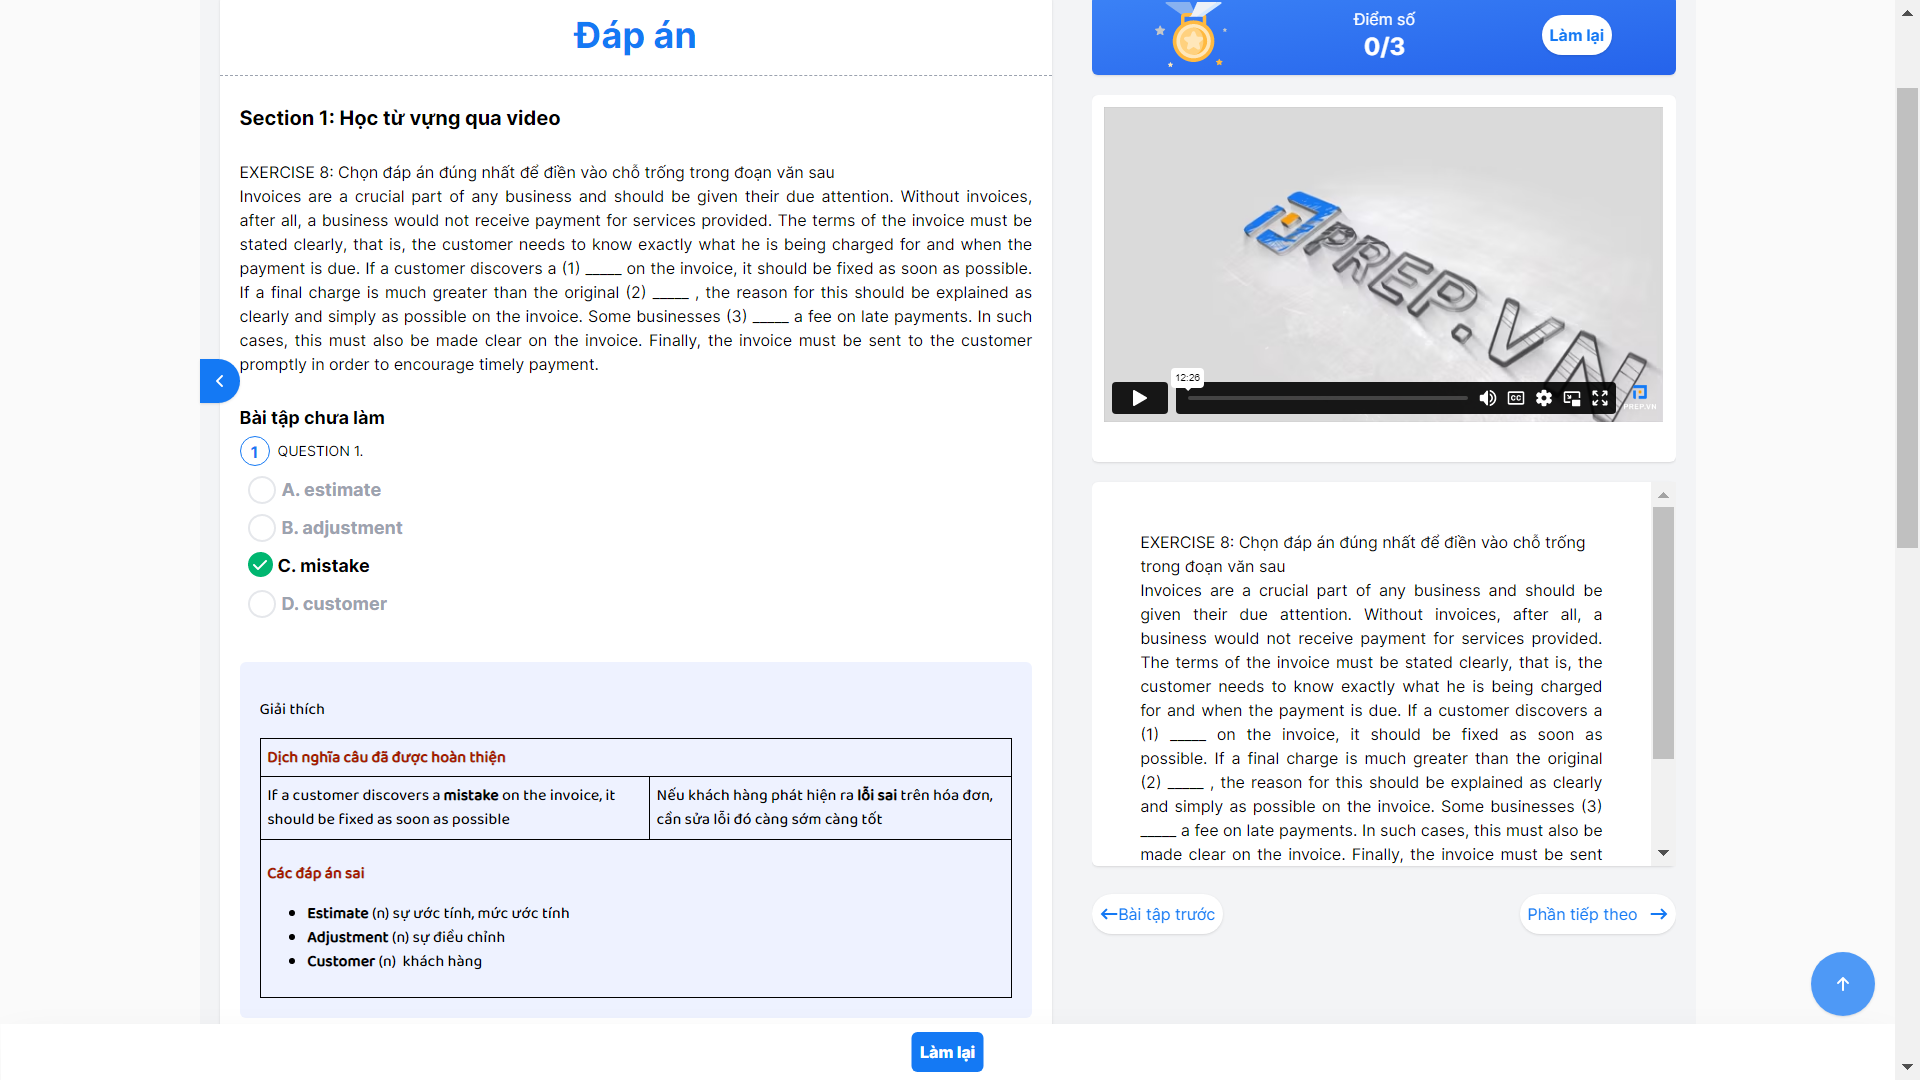 Đáp án
Section 1: Học từ vựng qua video
EXERCISE 8: Chọn đáp án đúng nhất để điền vào chỗ trống trong đoạn văn sau
Invoices are a crucial part of any business and should be given their due attention. Without invoices,
after all, a business would not receive payment for services provided. The terms of the invoice must be
stated clearly, that is, the customer needs to know exactly what he is being charged for and when the
payment is due. If a customer discovers a (1) _____ on the invoice, it should be fixed as soon as possible.
If a final charge is much greater than the original (2) _____ , the reason for this should be explained as
clearly and simply as possible on the invoice. Some businesses (3) _____ a fee on late payments. In such
cases, this must also be made clear on the invoice. Finally, the invoice must be sent to the customer
promptly in order to encourage timely payment.
Bài tập chưa làm
1 QUESTION 1.
A. estimate
B. adjustment
C. mistake
D. customer
Giải thích
Dịch nghĩa câu đã được hoàn thiện
If a customer discovers a mistake on the invoice, it
should be fixed as soon as possible
Nếu khách hàng phát hiện ra lỗi sai trên hóa đơn,
cần sửa lỗi đó càng sớm càng tốt
Các đáp án sai
• Estimate (n) sự ước tính, mức ước tính
• Adjustment (n) sự điều chỉnh
• Customer (n) khách hàng
Điểm số
0/3
Làm lại
PREP.VN
12:26
CC
PREP.VN
EXERCISE 8: Chọn đáp án đúng nhất để điền vào chỗ trống
trong đoạn văn sau
Invoices are a crucial part of any business and should be
given their due attention. Without invoices, after all, a
business would not receive payment for services provided.
The terms of the invoice must be stated clearly, that is, the
customer needs to know exactly what he is being charged
for and when the payment is due. If a customer discovers a
(1) _____ on the invoice, it should be fixed as soon as
possible. If a final charge is much greater than the original
(2) _____ , the reason for this should be explained as clearly
and simply as possible on the invoice. Some businesses (3)
_____ a fee on late payments. In such cases, this must also be
made clear on the invoice. Finally, the invoice must be sent
Bài tập trước
Phần tiếp theo
Làm lại